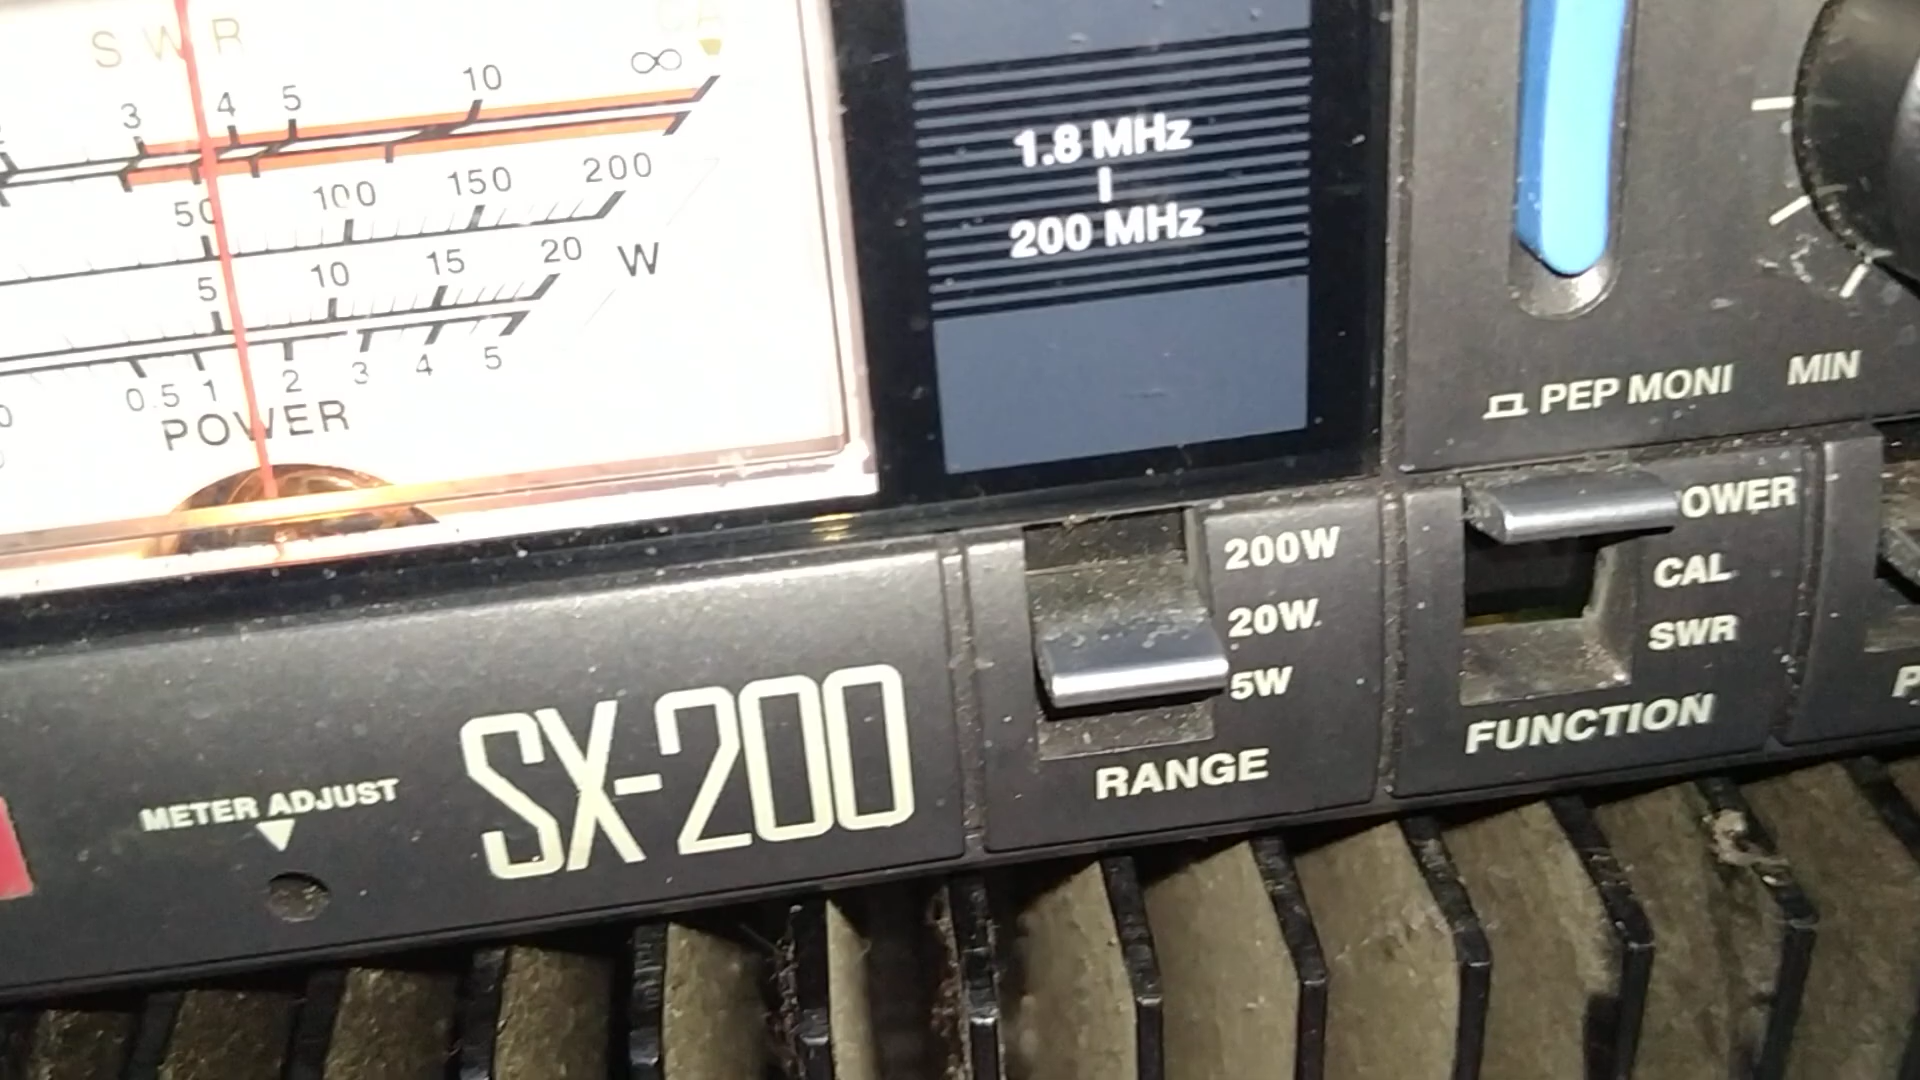 SWR
3 4 5 10 ∞
50 100 150 200
5 10 15 20 W
0.5 1 2 3 4 5
POWER
1.8 MHz
|
200 MHz
PEP MONI
MIN
200W
20W
5W
RANGE
OWER
CAL
SWR
FUNCTION
METER ADJUST
SX-200